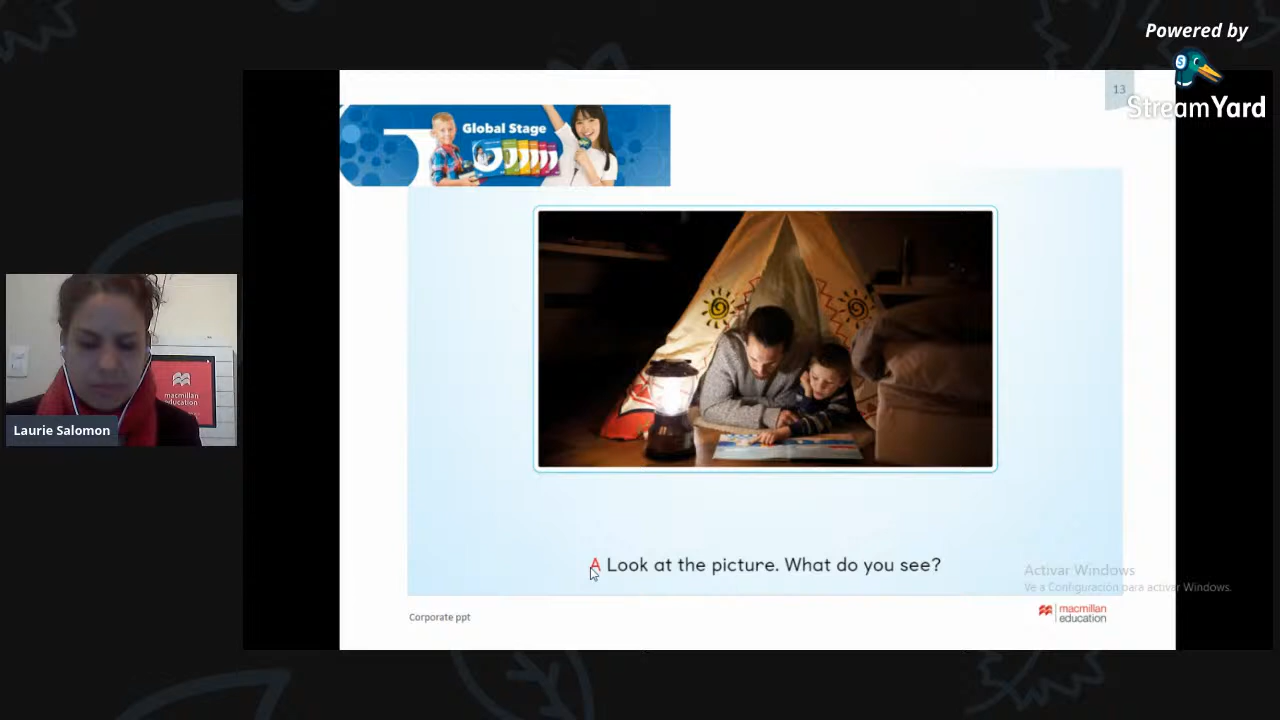 Powered by
StreamYard
13
Global Stage
macmillan
education
Laurie Salomon
A Look at the picture. What do you see?
Activar Windows
Ve a Configuración para activar Windows.
Corporate ppt
macmillan
education